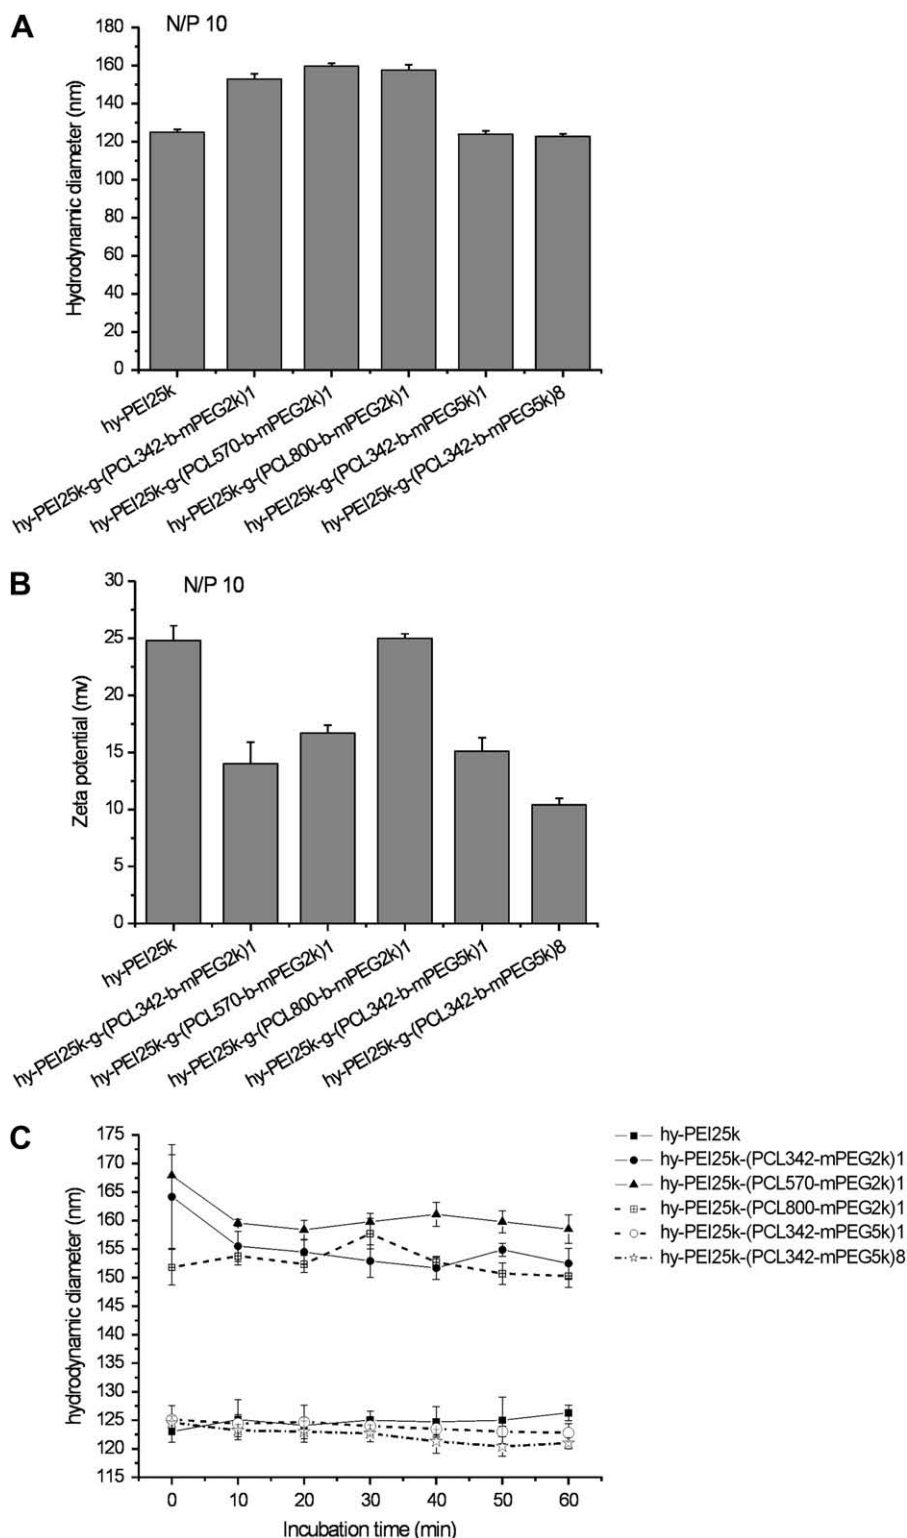 A
N/P 10
Hydrodynamic diameter (nm)
180
160
140
120
100
80
60
40
20
0
hy-PEI25k
hy-PEI25k-g-(PCL342-b-mPEG2k)1
hy-PEI25k-g-(PCL570-b-mPEG2k)1
hy-PEI25k-g-(PCL800-b-mPEG2k)1
hy-PEI25k-g-(PCL342-b-mPEG5k)1
hy-PEI25k-g-(PCL342-b-mPEG5k)8
B
N/P 10
Zeta potential (mv)
30
25
20
15
10
5
0
hy-PEI25k
hy-PEI25k-g-(PCL342-b-mPEG2k)1
hy-PEI25k-g-(PCL570-b-mPEG2k)1
hy-PEI25k-g-(PCL800-b-mPEG2k)1
hy-PEI25k-g-(PCL342-b-mPEG5k)1
hy-PEI25k-g-(PCL342-b-mPEG5k)8
C
hydrodynamic diameter (nm)
175
170
165
160
155
150
145
140
135
130
125
120
115
0 10 20 30 40 50 60
Incubation time (min)
hy-PEI25k
hy-PEI25k-(PCL342-mPEG2k)1
hy-PEI25k-(PCL570-mPEG2k)1
hy-PEI25k-(PCL800-mPEG2k)1
hy-PEI25k-(PCL342-mPEG5k)1
hy-PEI25k-(PCL342-mPEG5k)8